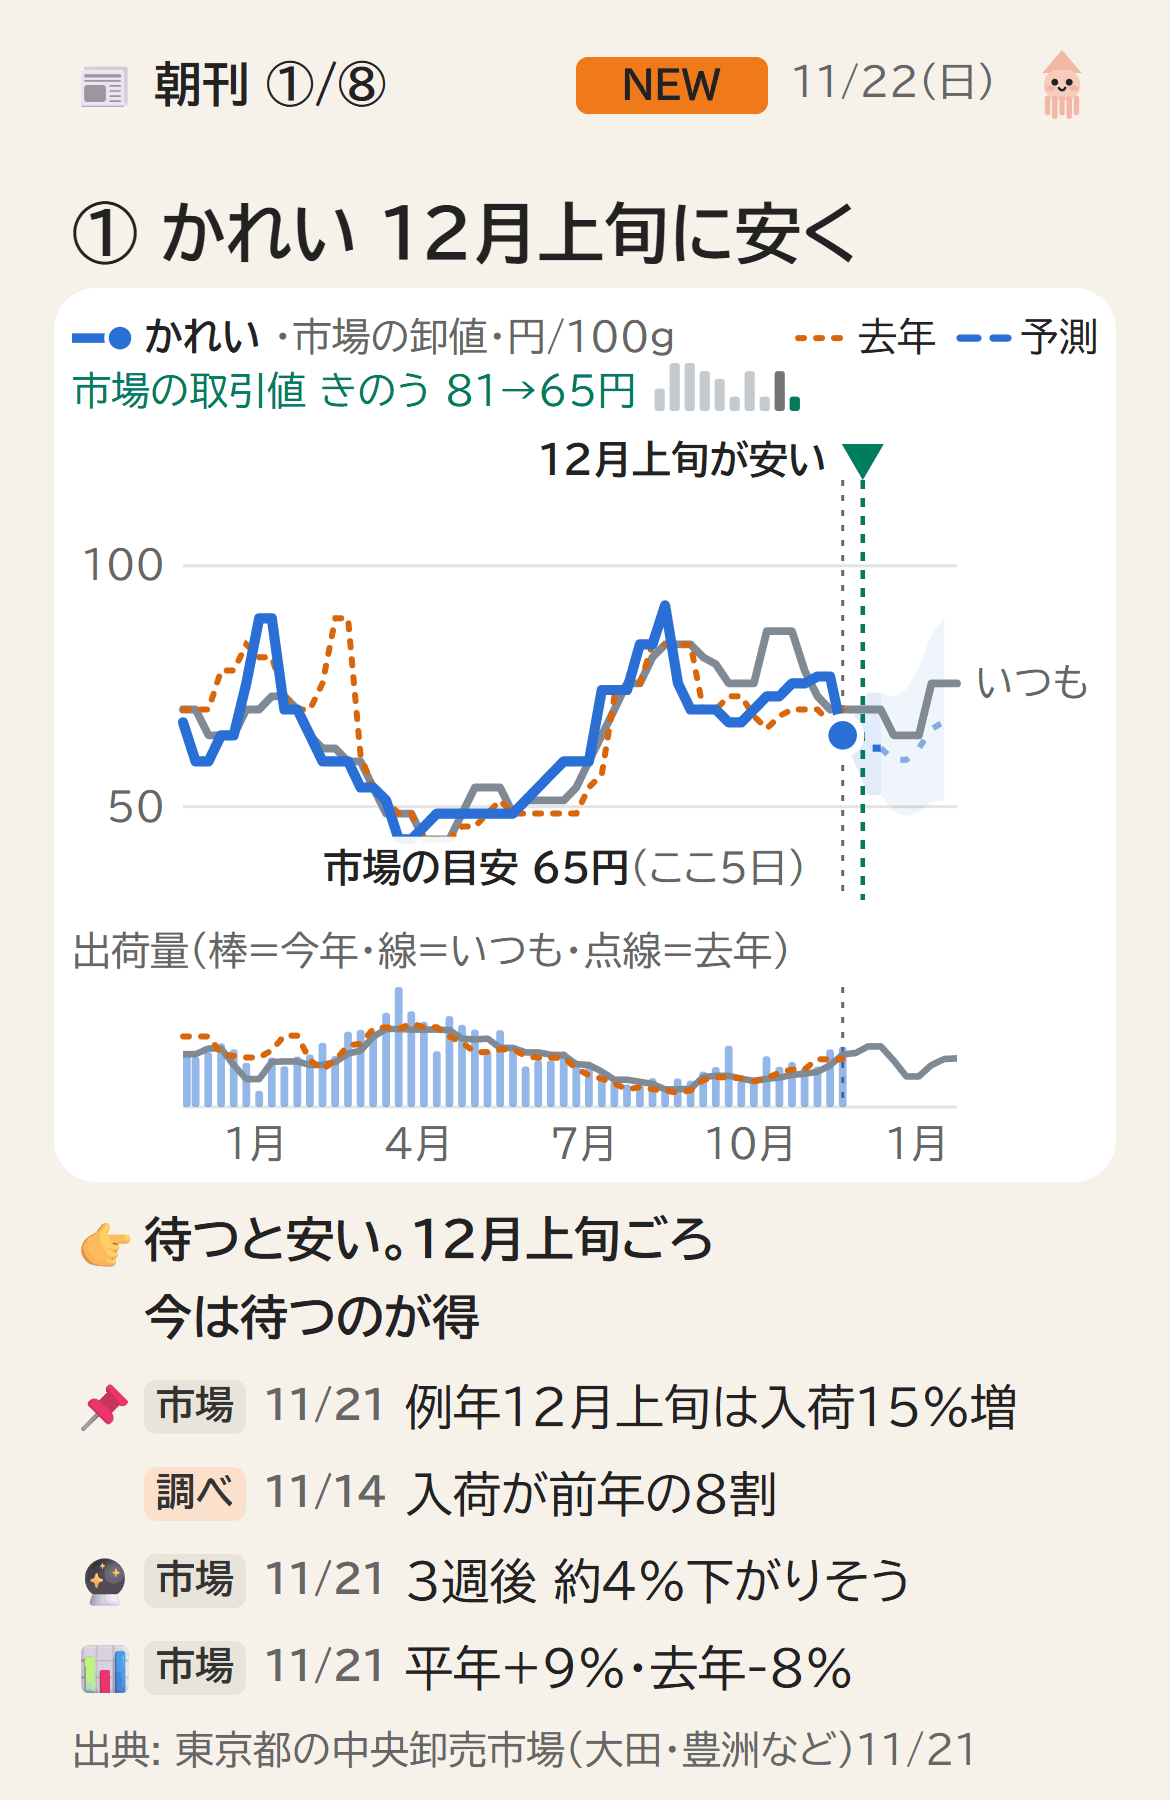 朝刊 ①/⑧ NEW 11/22(日)
① かれい 12月上旬に安く
かれい ・市場の卸値・円/100g 去年 予測
市場の取引値 きのう 81→65円
12月上旬が安い
100
いつも
50
市場の目安 65円(ここ5日)
出荷量(棒=今年・線=いつも・点線=去年)
1月 4月 7月 10月 1月
待つと安い。12月上旬ごろ
今は待つのが得
市場 11/21 例年12月上旬は入荷15%増
調べ 11/14 入荷が前年の8割
市場 11/21 3週後 約4%下がりそう
市場 11/21 平年+9%・去年-8%
出典: 東京都の中央卸売市場(大田・豊洲など)11/21